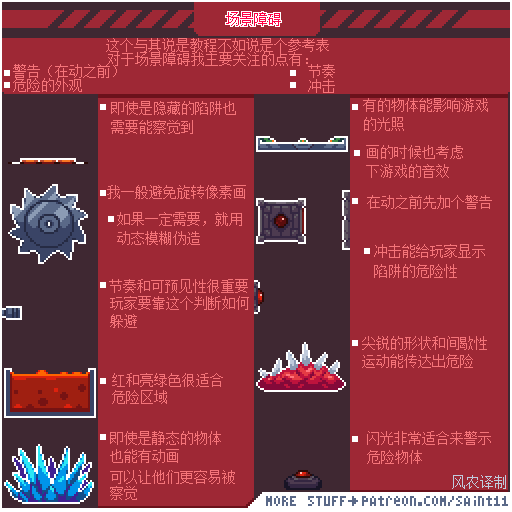 场景障碍
这个与其说是教程不如说是个参考表
对于场景障碍我主要关注的点有:
警告（在动之前）
节奏
危险的外观
冲击
即使是隐藏的陷阱也
需要能察觉到
我一般避免旋转像素画
如果一定需要，就用
动态模糊伪造
节奏和可预见性很重要
玩家要靠这个判断如何
躲避
红和亮绿色很适合
危险区域
即使是静态的物体
也能有动画
可以让他们更容易被
察觉
有的物体能影响游戏
的光照
画的时候也考虑
下游戏的音效
在动之前先加个警告
冲击能给玩家显示
陷阱的危险性
尖锐的形状和间歇性
运动能传达出危险
闪光非常适合来警示
危险物体
风农译制
MORE STUFF→PATREON.COM/SAINT11